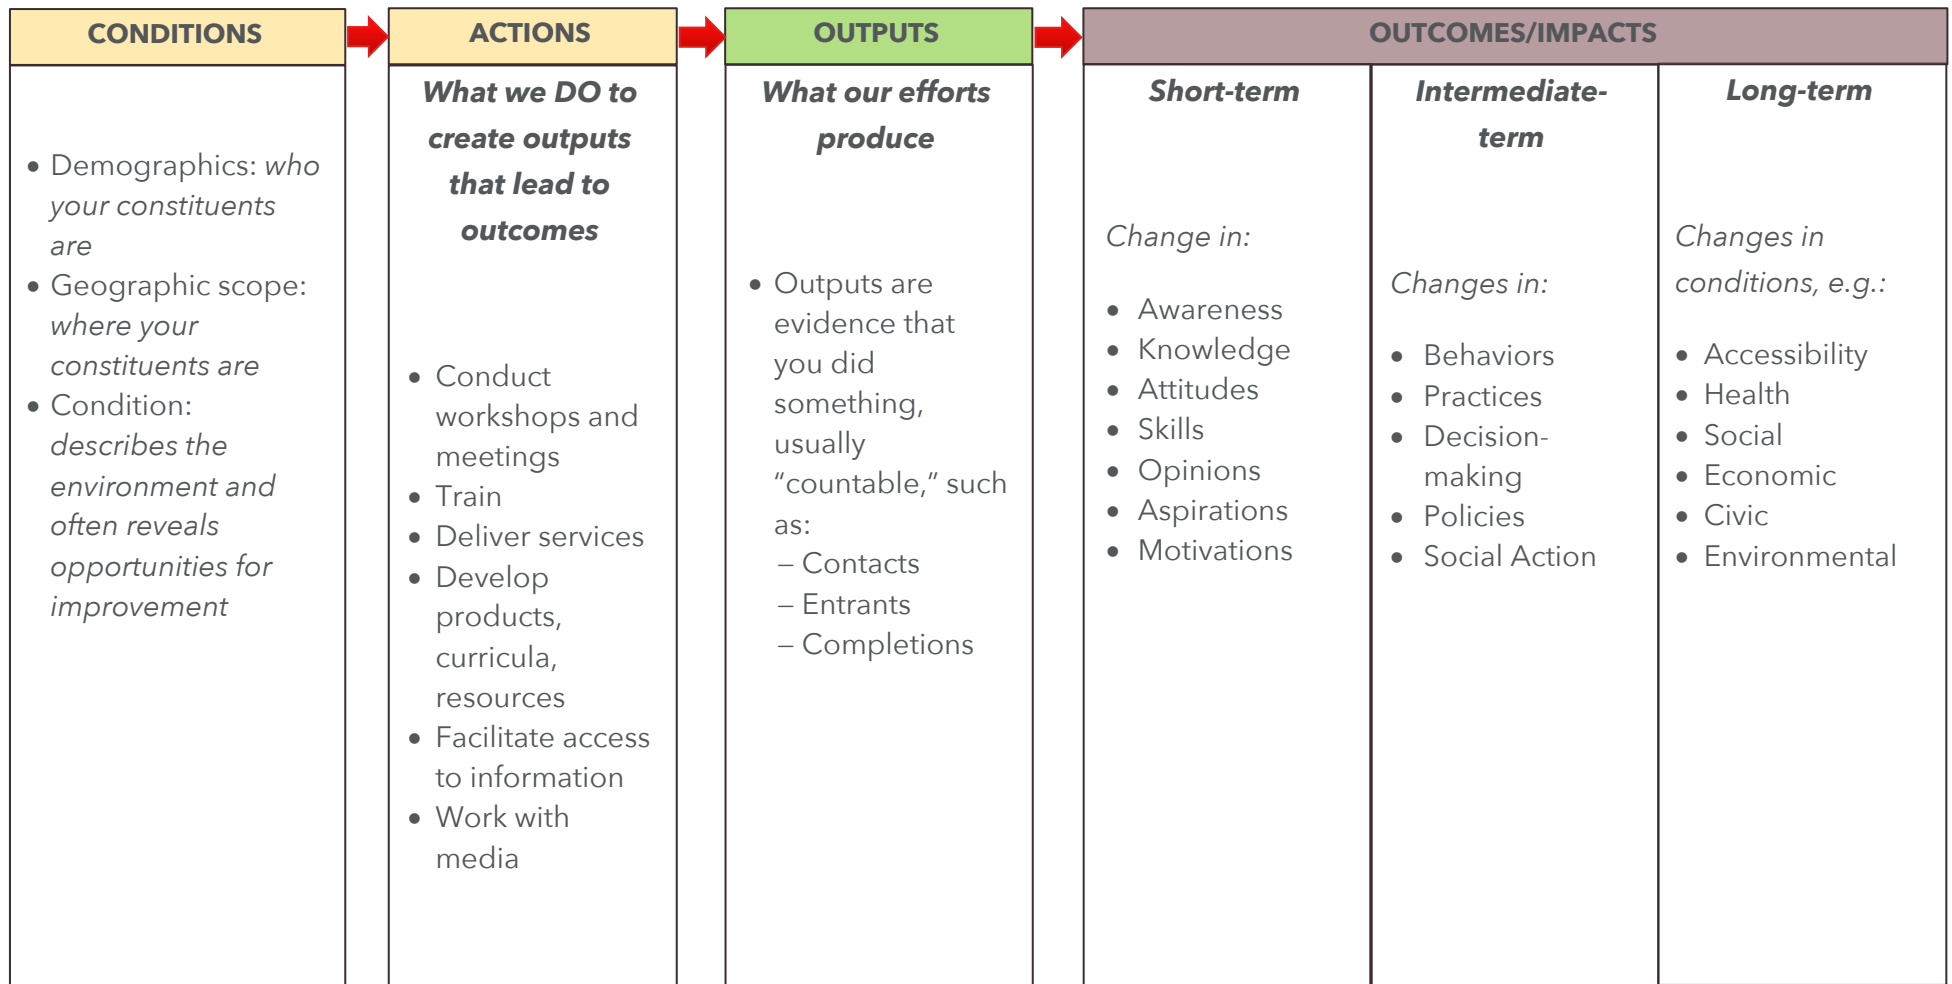 CONDITIONS
• Demographics: who
your constituents
are
• Geographic scope:
where your
constituents are
• Condition:
describes the
environment and
often reveals
opportunities for
improvement
ACTIONS
What we DO to
create outputs
that lead to
outcomes
• Conduct
workshops and
meetings
• Train
• Deliver services
• Develop
products,
curricula,
resources
• Facilitate access
to information
• Work with
media
OUTPUTS
What our efforts
produce
• Outputs are
evidence that
you did
something,
usually
“countable,” such
as:
– Contacts
– Entrants
– Completions
OUTCOMES/IMPACTS
Short-term
Change in:
• Awareness
• Knowledge
• Attitudes
• Skills
• Opinions
• Aspirations
• Motivations
Intermediate-
term
Changes in:
• Behaviors
• Practices
• Decision-
making
• Policies
• Social Action
Long-term
Changes in
conditions, e.g.:
• Accessibility
• Health
• Social
• Economic
• Civic
• Environmental